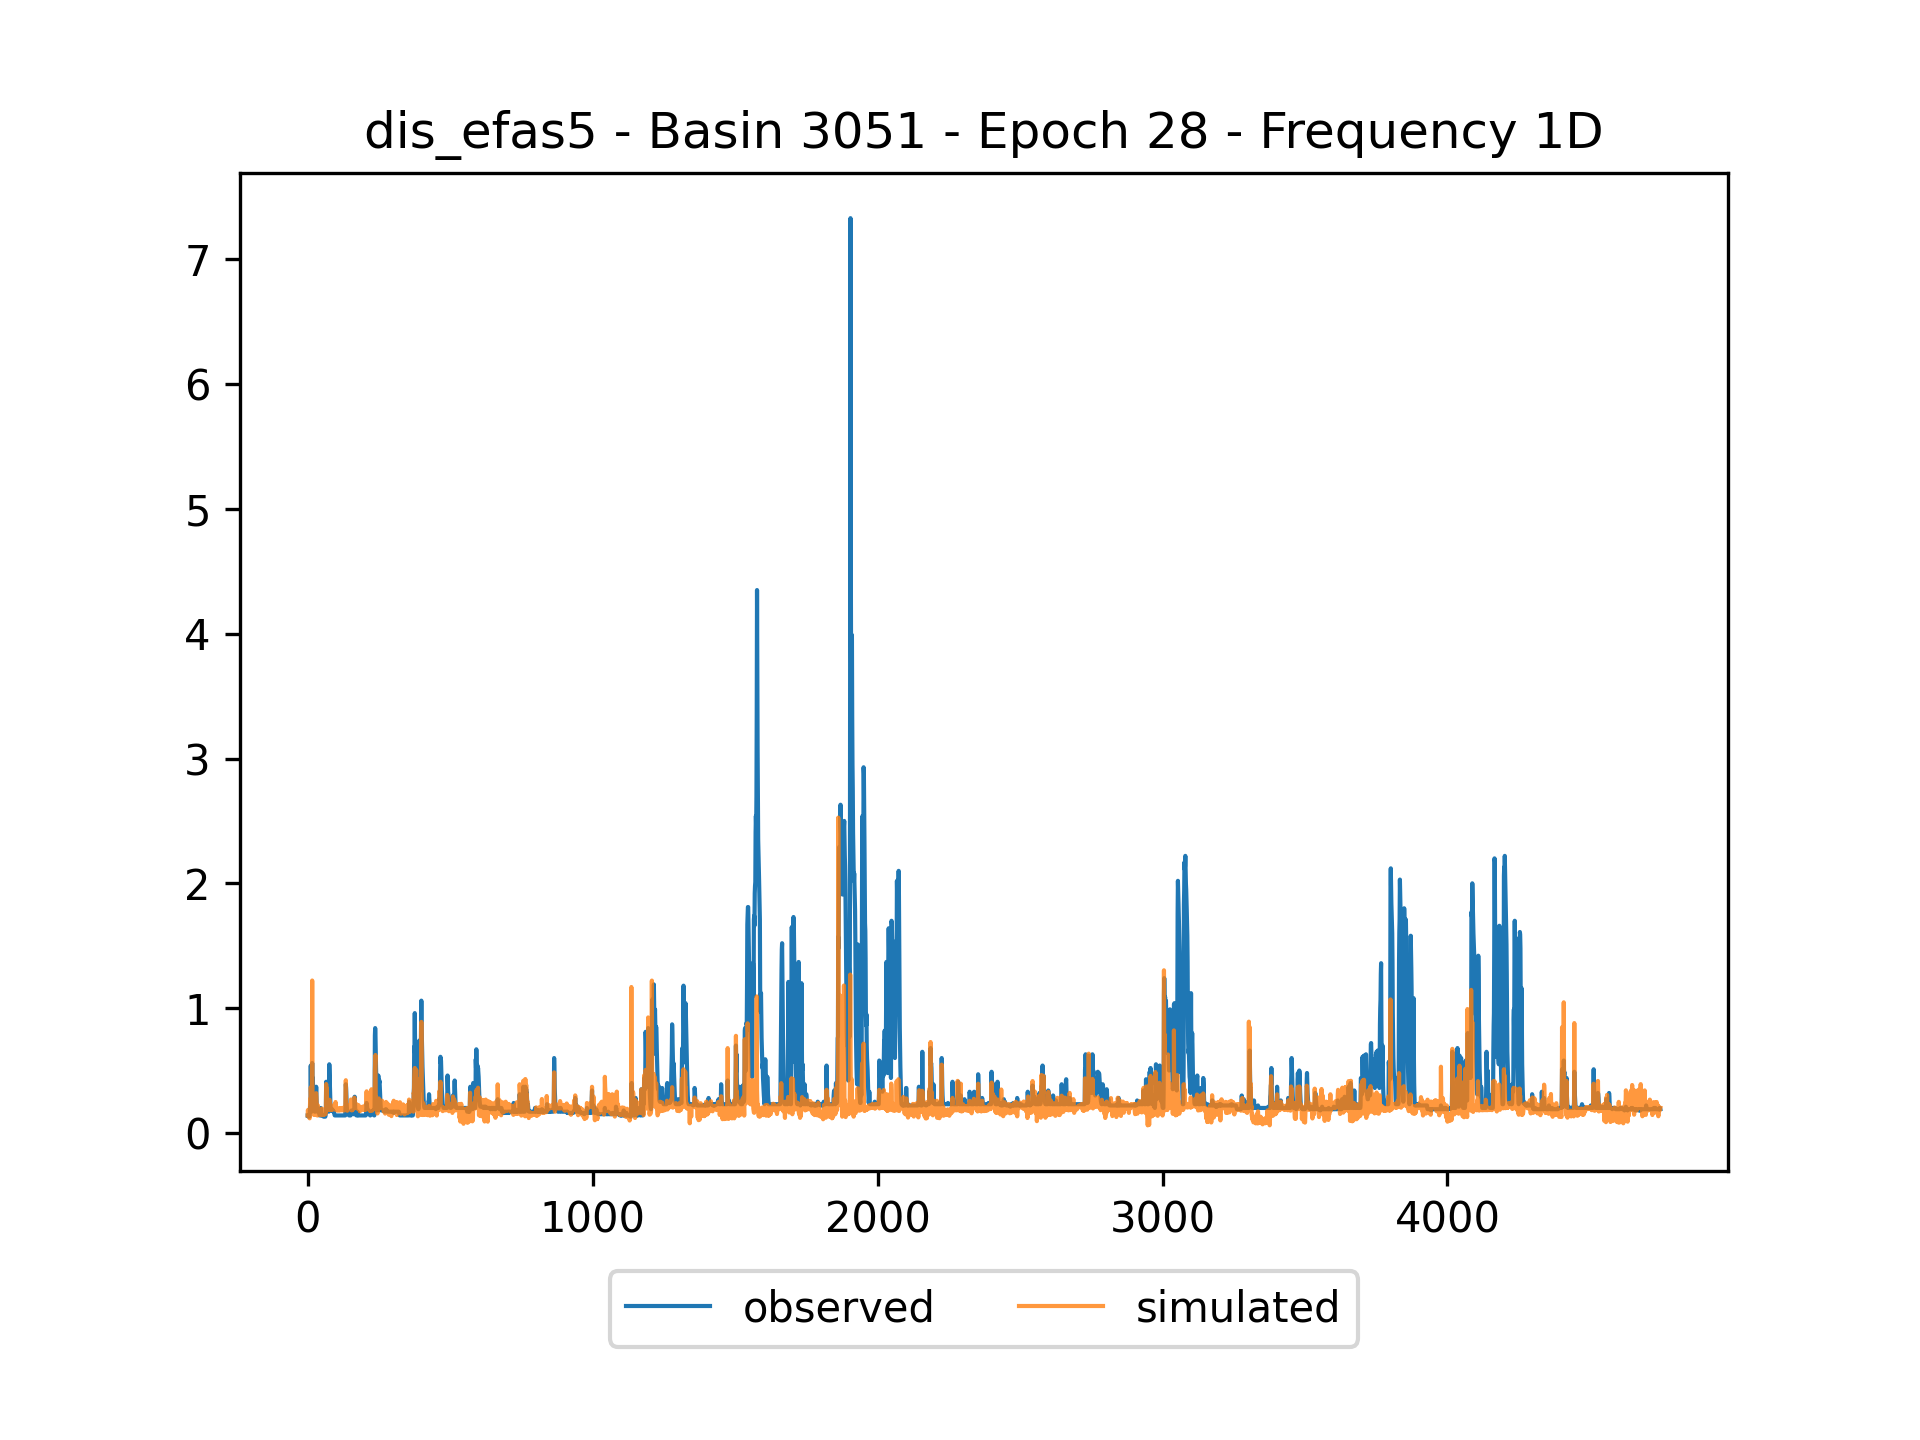 dis_efas5 - Basin 3051 - Epoch 28 - Frequency 1D
7
6
5
4
3
2
1
0
0 1000 2000 3000 4000
observed simulated